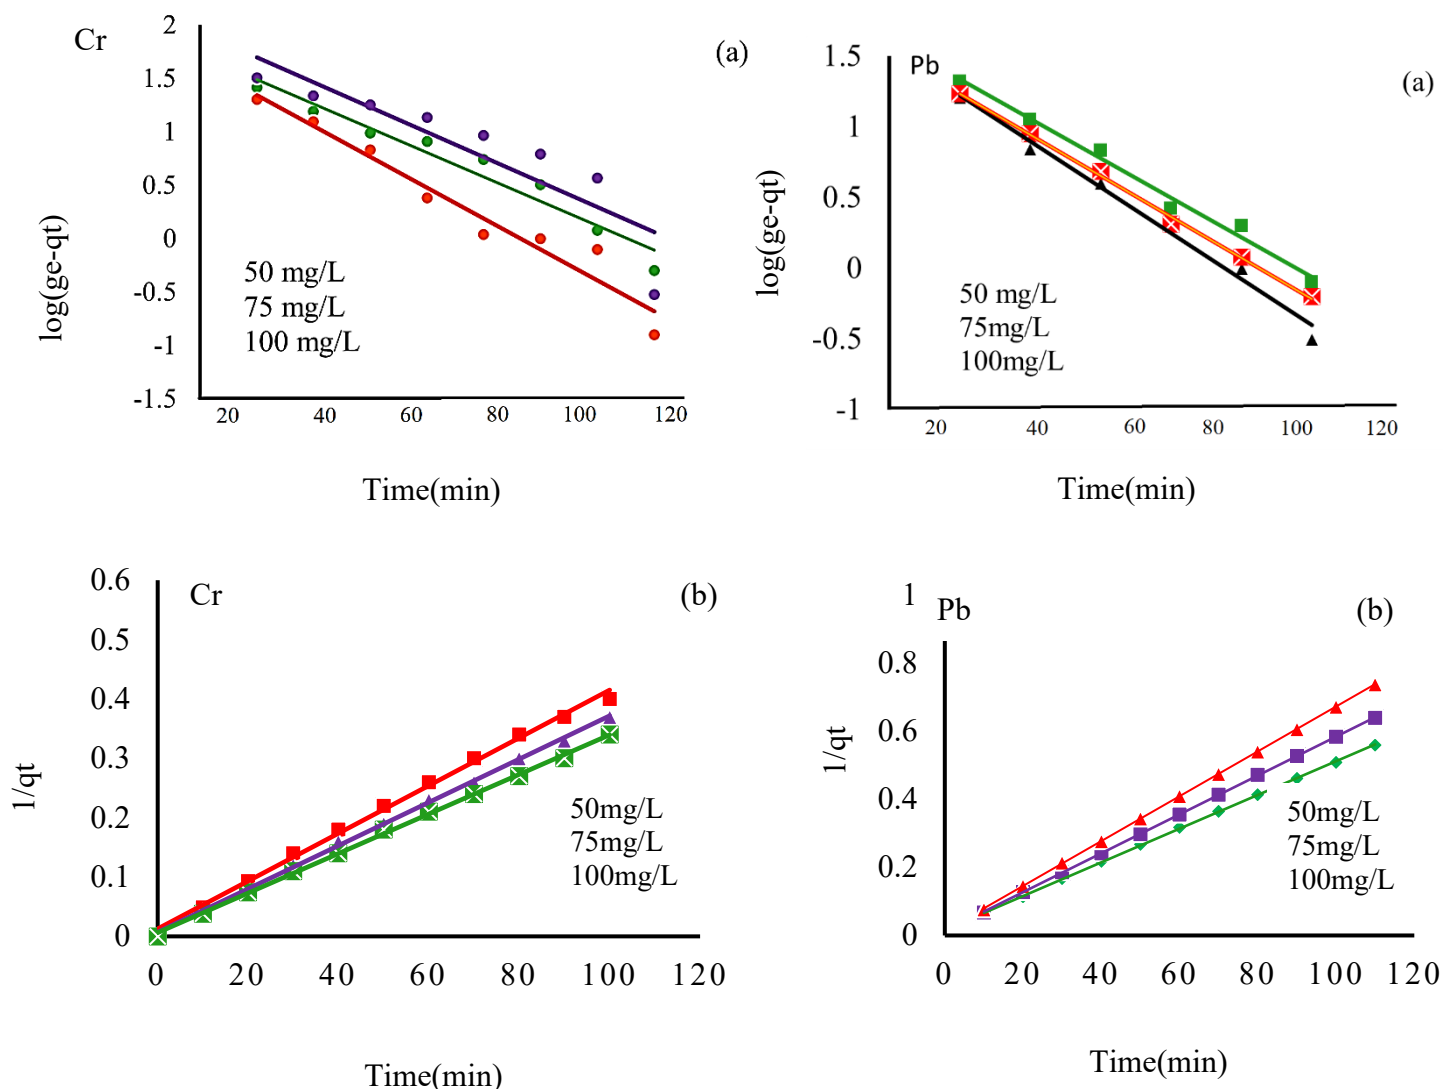 Cr
(a)
2
1.5
1
0.5
0
-0.5
-1
-1.5
log(ge-qt)
50 mg/L
75 mg/L
100 mg/L
20 40 60 80 100 120
Time(min)
Pb
(a)
1.5
1
0.5
0
-0.5
-1
log(ge-qt)
50 mg/L
75mg/L
100mg/L
20 40 60 80 100 120
Time(min)
Cr
(b)
0.6
0.5
0.4
0.3
0.2
0.1
0
1/qt
50mg/L
75mg/L
100mg/L
0 20 40 60 80 100 120
Time(min)
Pb
(b)
1
0.8
0.6
0.4
0.2
0
1/qt
50mg/L
75mg/L
100mg/L
0 20 40 60 80 100 120
Time(min)